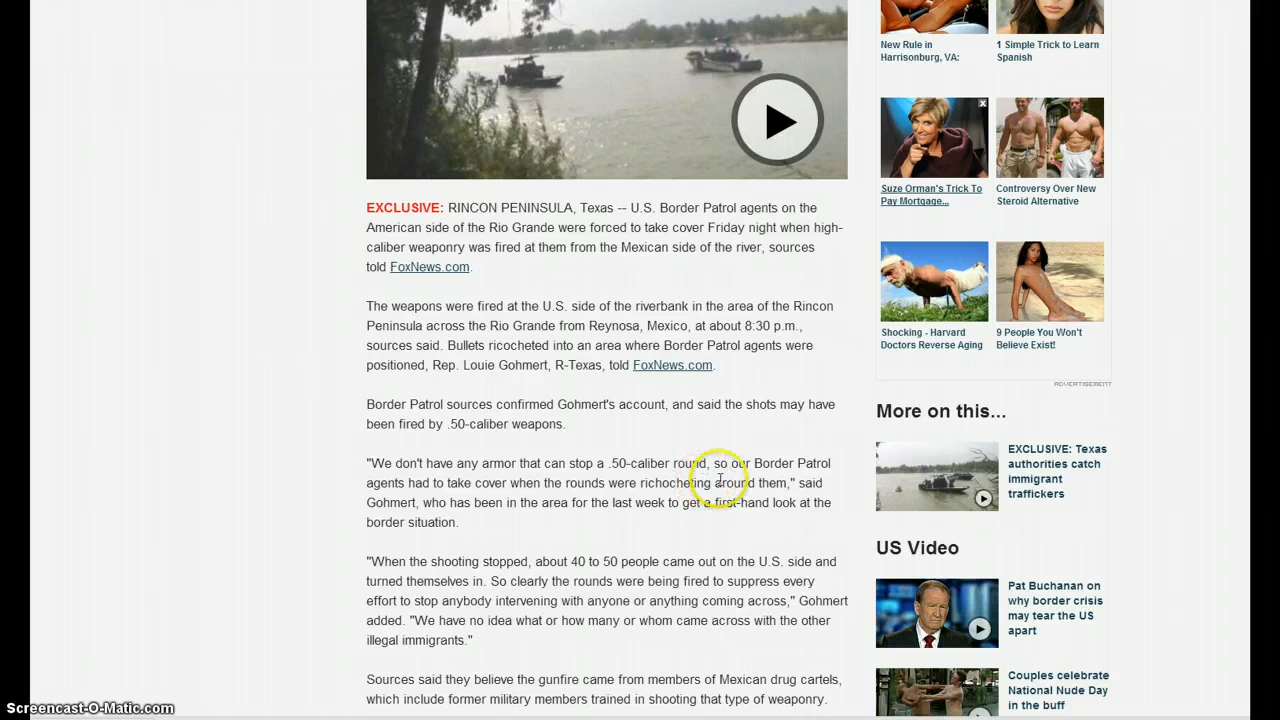 EXCLUSIVE: RINCON PENINSULA, Texas -- U.S. Border Patrol agents on the
American side of the Rio Grande were forced to take cover Friday night when high-
caliber weaponry was fired at them from the Mexican side of the river, sources
told FoxNews.com.
The weapons were fired at the U.S. side of the riverbank in the area of the Rincon
Peninsula across the Rio Grande from Reynosa, Mexico, at about 8:30 p.m.,
sources said. Bullets ricocheted into an area where Border Patrol agents were
positioned, Rep. Louie Gohmert, R-Texas, told FoxNews.com.
Border Patrol sources confirmed Gohmert's account, and said the shots may have
been fired by .50-caliber weapons.
"We don't have any armor that can stop a .50-caliber round, so our Border Patrol
agents had to take cover when the rounds were richocheting around them," said
Gohmert, who has been in the area for the last week to get a first-hand look at the
border situation.
"When the shooting stopped, about 40 to 50 people came out on the U.S. side and
turned themselves in. So clearly the rounds were being fired to suppress every
effort to stop anybody intervening with anyone or anything coming across," Gohmert
added. "We have no idea what or how many or whom came across with the other
illegal immigrants."
Sources said they believe the gunfire came from members of Mexican drug cartels,
which include former military members trained in shooting that type of weaponry.
New Rule in
Harrisonburg, VA:
1 Simple Trick to Learn
Spanish
Suze Orman's Trick To
Pay Mortgage...
Controversy Over New
Steroid Alternative
Shocking - Harvard
Doctors Reverse Aging
9 People You Won't
Believe Exist!
ADVERTISEMENT
More on this...
EXCLUSIVE: Texas
authorities catch
immigrant
traffickers
US Video
Pat Buchanan on
why border crisis
may tear the US
apart
Couples celebrate
National Nude Day
in the buff
Screencast-O-Matic.com